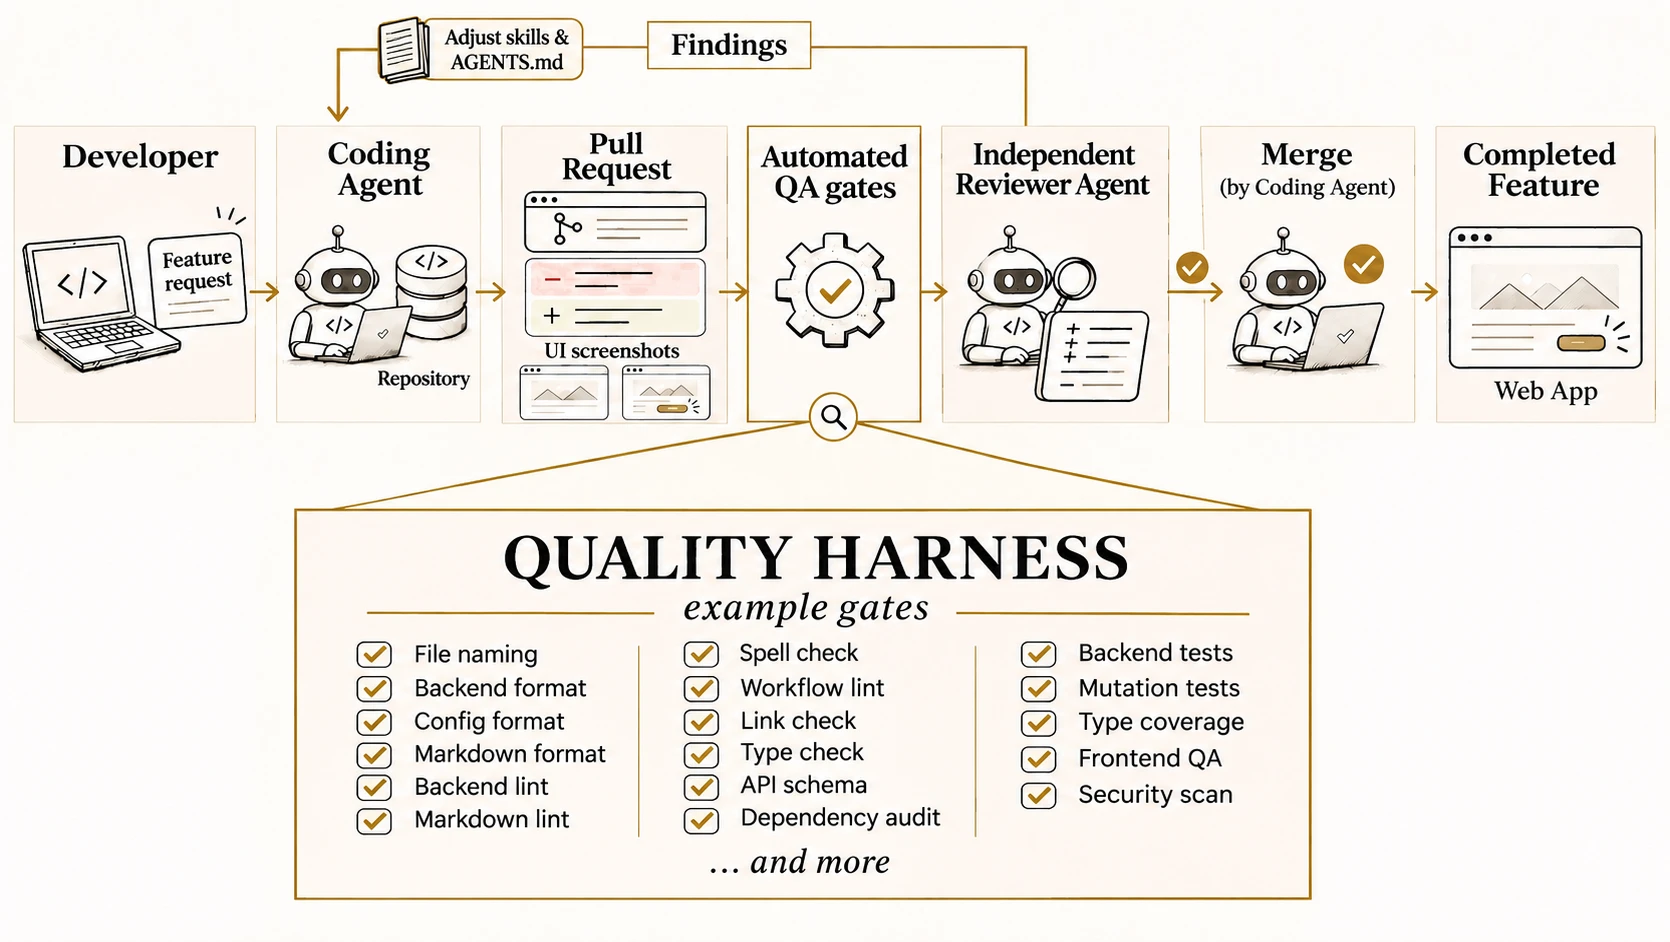 Adjust skills &
AGENTS.md
Findings
Developer
Feature
request
Coding
Agent
Repository
Pull
Request
UI screenshots
Automated
QA gates
Independent
Reviewer Agent
Merge
(by Coding Agent)
Completed
Feature
Web App
QUALITY HARNESS
example gates
File naming
Backend format
Config format
Markdown format
Backend lint
Markdown lint
Spell check
Workflow lint
Link check
Type check
API schema
Dependency audit
Backend tests
Mutation tests
Type coverage
Frontend QA
Security scan
... and more